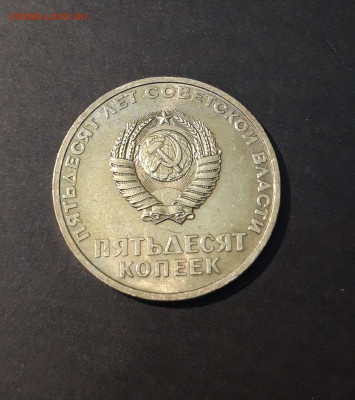 ПЯТЬДЕСЯТ ЛЕТ СОВЕТСКОЙ ВЛАСТИ
ПЯТЬДЕСЯТ
КОПЕЕК